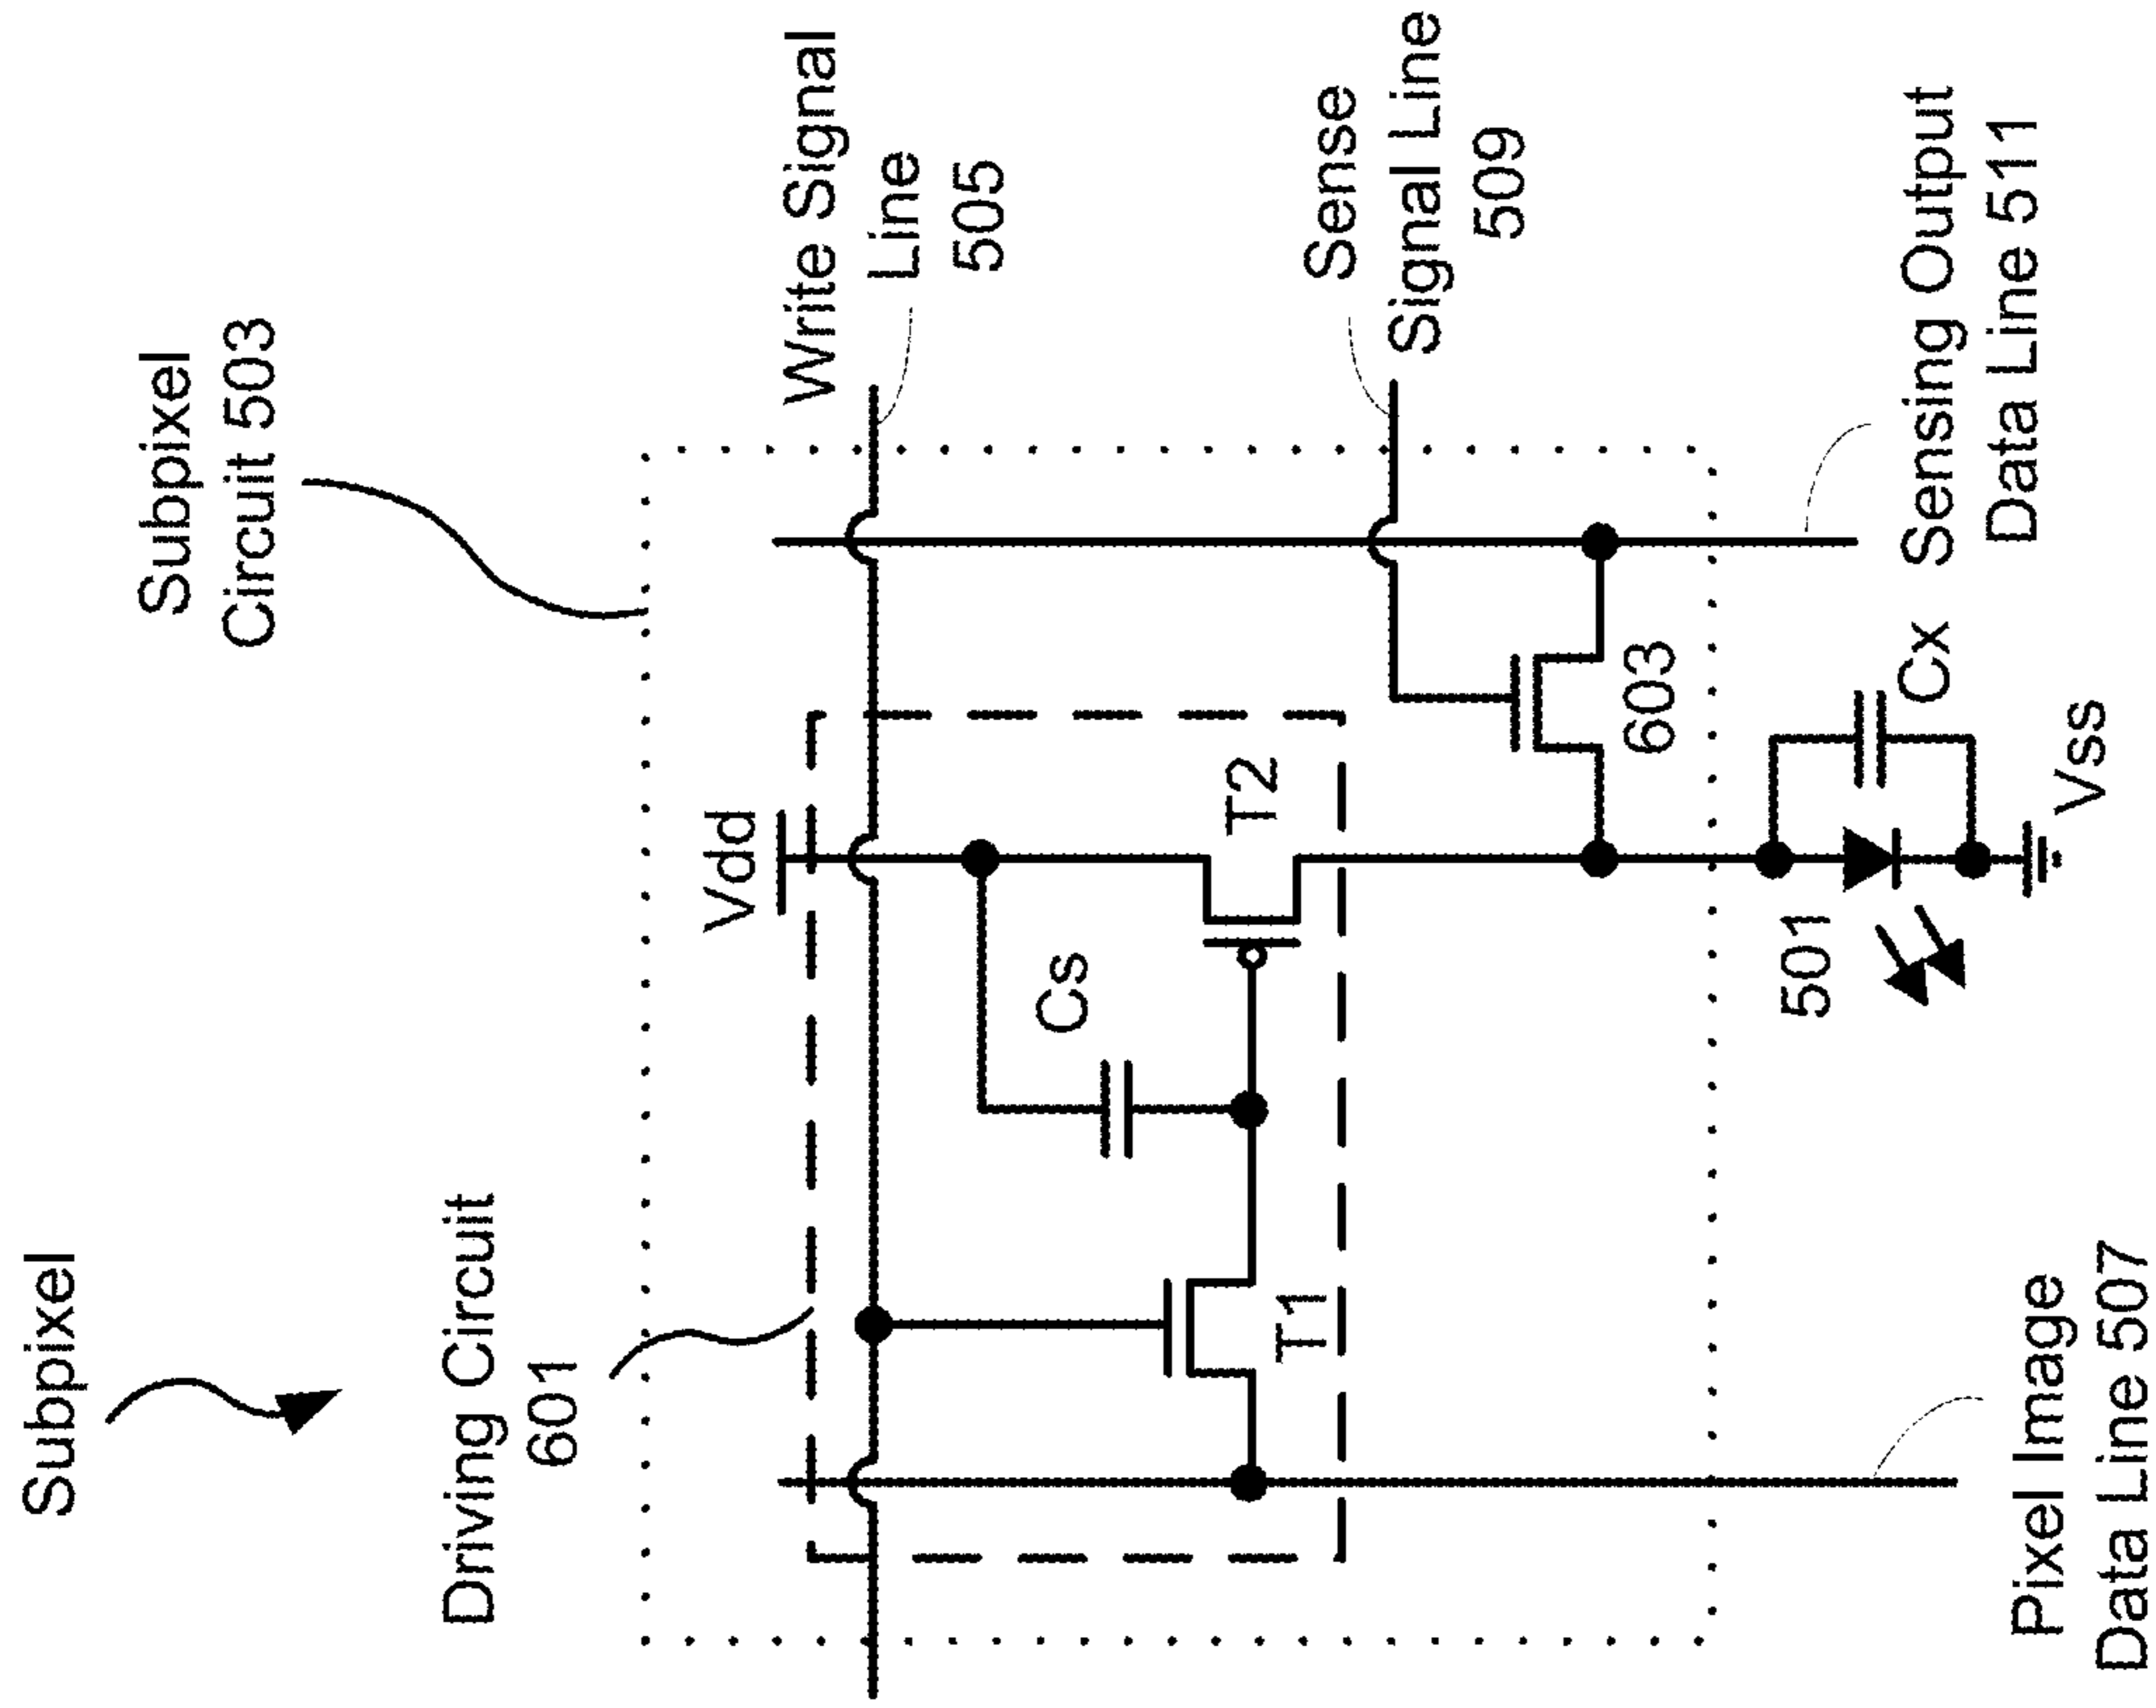 Subpixel
Subpixel
Circuit 503
Driving Circuit
601
Vdd
Write Signal
Line
505
Cs
T2
T1
Sense
Signal Line
509
603
501
Cx
Vss
Sensing Output
Data Line 511
Pixel Image
Data Line 507